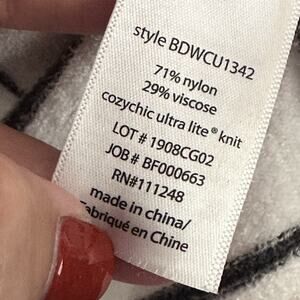 style BDWCU1342
71% nylon
29% viscose
cozychic ultra lite® knit
LOT # 1908CG02
JOB# BF000663
RN#111248
made in china/
en Chine